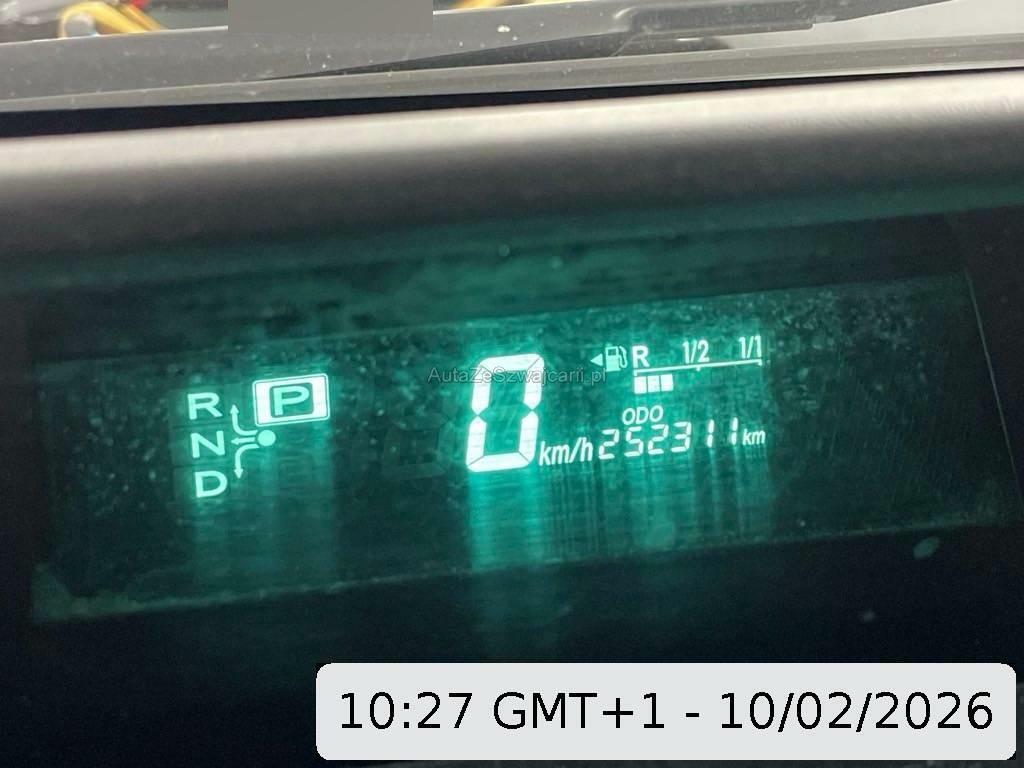 R 1/2 1/1
R P
N
D
0 km/h
ODO
252311 km
AutaZeSzwajcarii.pl
10:27 GMT+1 - 10/02/2026